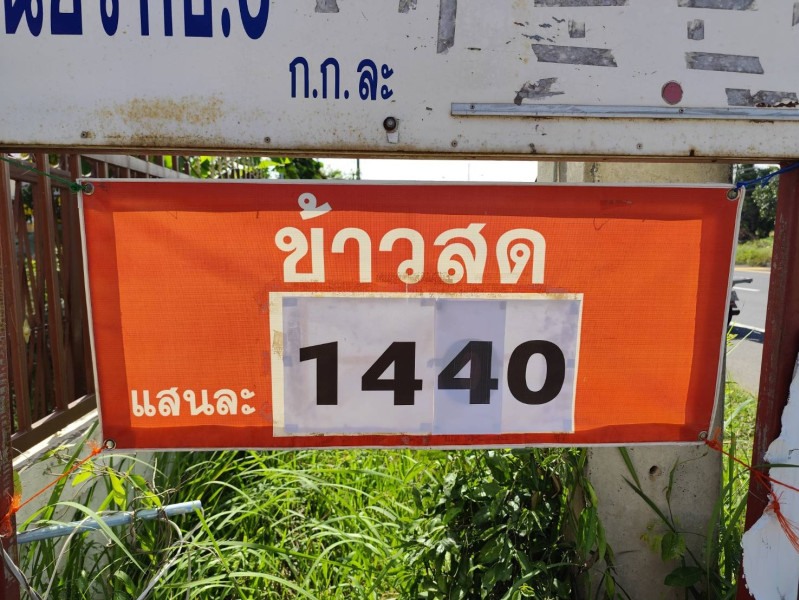 ก.ก. ละ
ข้าวสด
แสนละ 1440